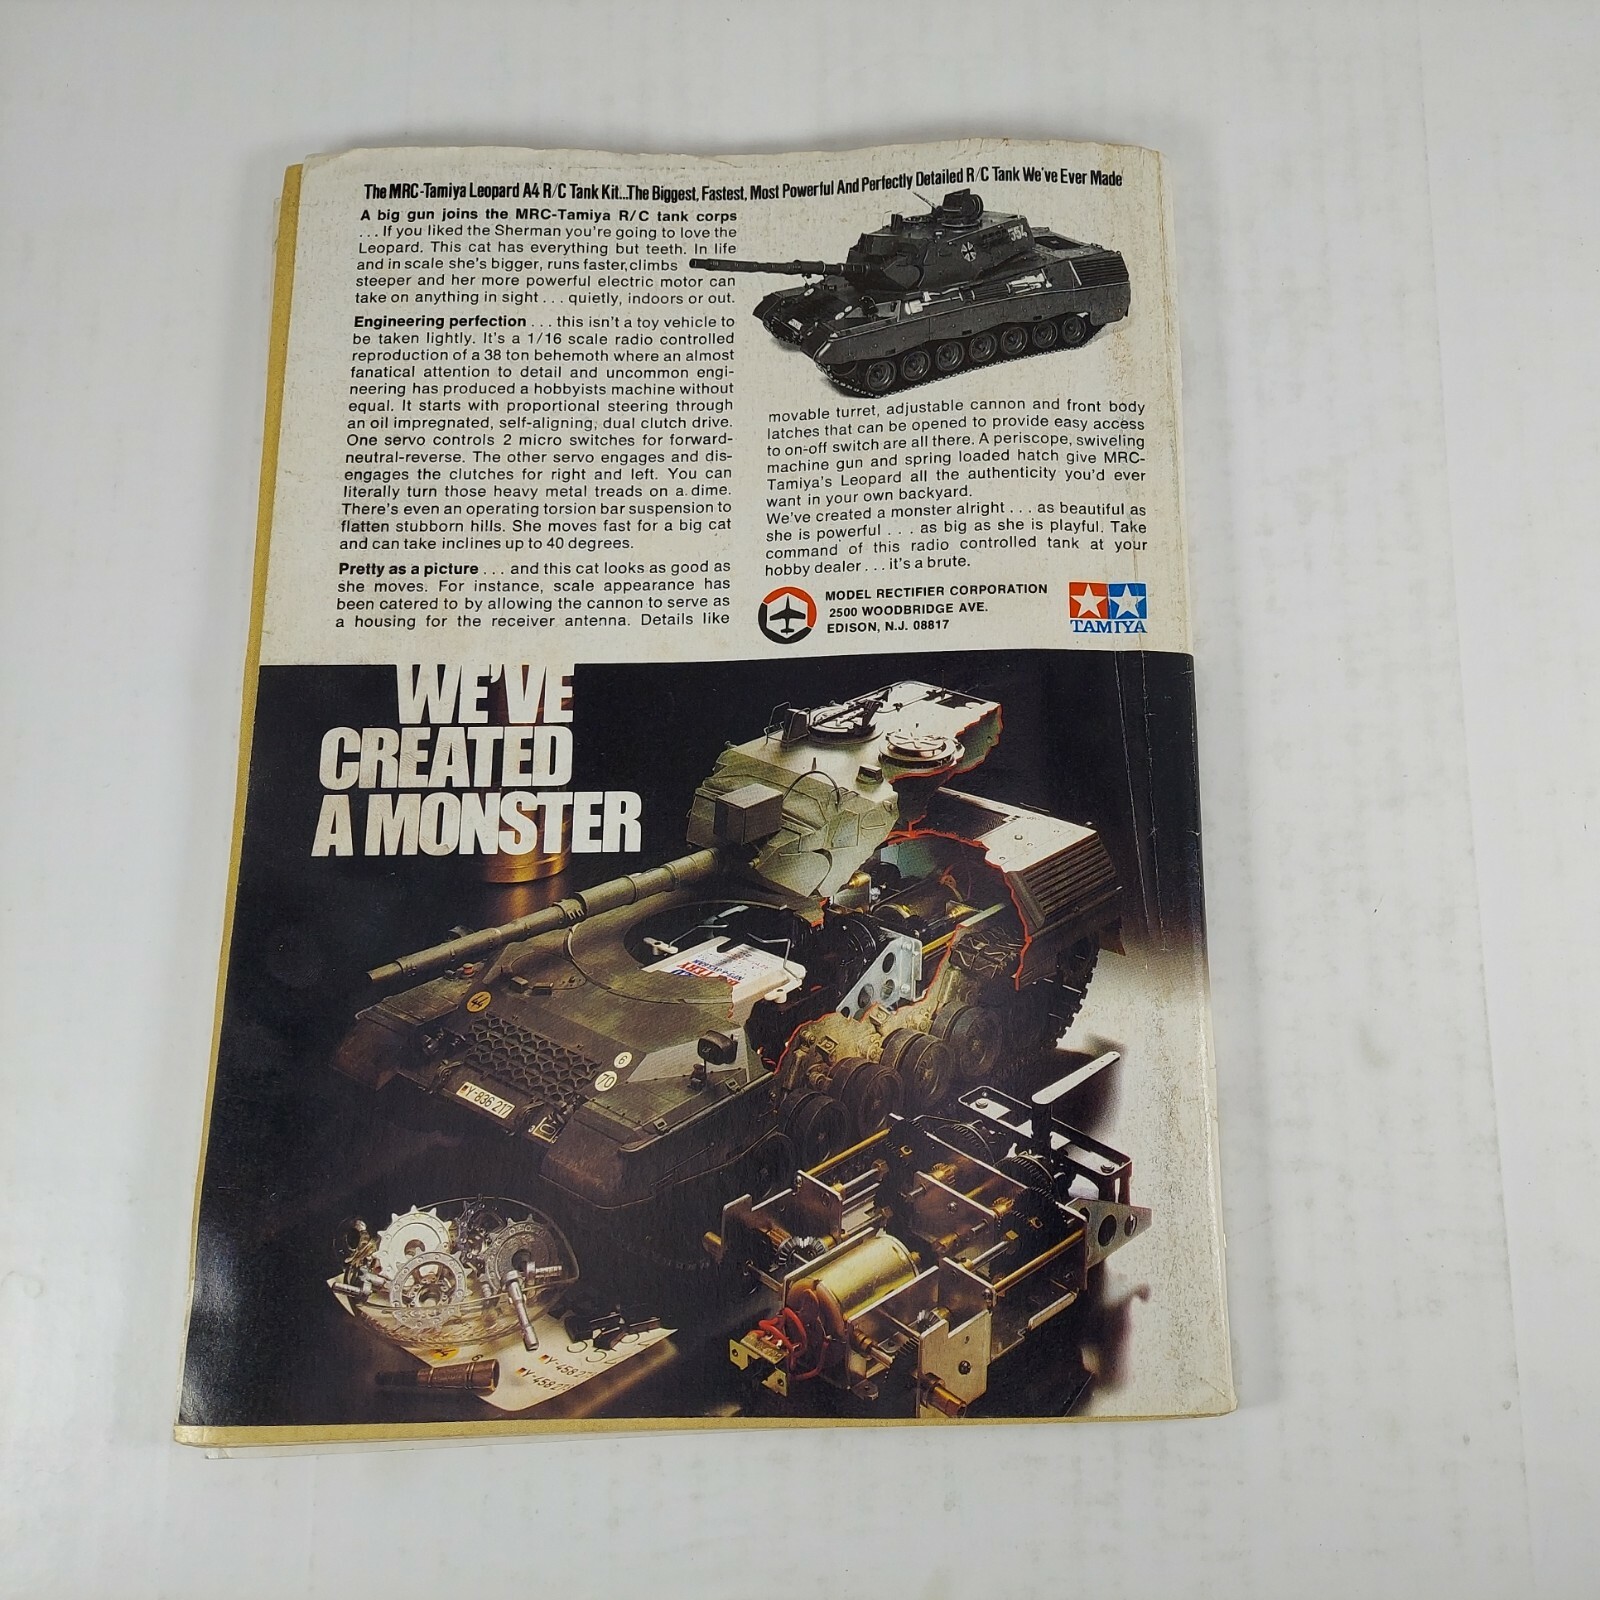 The MRC-Tamiya Leopard A4 R/C Tank Kit...The Biggest, Fastest, Most Powerful And Perfectly Detailed R/C Tank We've Ever Made
A big gun joins the MRC-Tamiya R/C tank corps
... If you liked the Sherman you're going to love the
Leopard. This cat has everything but teeth. In life
and in scale she's bigger, runs faster, climbs
steeper and her more powerful electric motor can
take on anything in sight ... quietly, indoors or out.
Engineering perfection ... this isn't a toy vehicle to
be taken lightly. It's a 1/16 scale radio controlled
reproduction of a 38 ton behemoth where an almost
fanatical attention to detail and uncommon engi-
neering has produced a hobbyists machine without
equal. It starts with proportional steering through
an oil impregnated, self-aligning, dual clutch drive.
One servo controls 2 micro switches for forward-
neutral-reverse. The other servo engages and dis-
engages the clutches for right and left. You can
literally turn those heavy metal treads on a dime.
There's even an operating torsion bar suspension to
flatten stubborn hills. She moves fast for a big cat
and can take inclines up to 40 degrees.
Pretty as a picture ... and this cat looks as good as
she moves. For instance, scale appearance has
been catered to by allowing the cannon to serve as
a housing for the receiver antenna. Details like
354
movable turret, adjustable cannon and front body
latches that can be opened to provide easy access
to on-off switch are all there. A periscope, swiveling
machine gun and spring loaded hatch give MRC-
Tamiya's Leopard all the authenticity you'd ever
want in your own backyard.
We've created a monster alright ... as beautiful as
she is powerful ... as big as she is playful. Take
command of this radio controlled tank at your
hobby dealer ... it's a brute.
MODEL RECTIFIER CORPORATION
2500 WOODBRIDGE AVE.
EDISON, N.J. 08817
TAMIYA
WE'VE
CREATED
A MONSTER
44
6
70
Y-836 217
Y-458 217